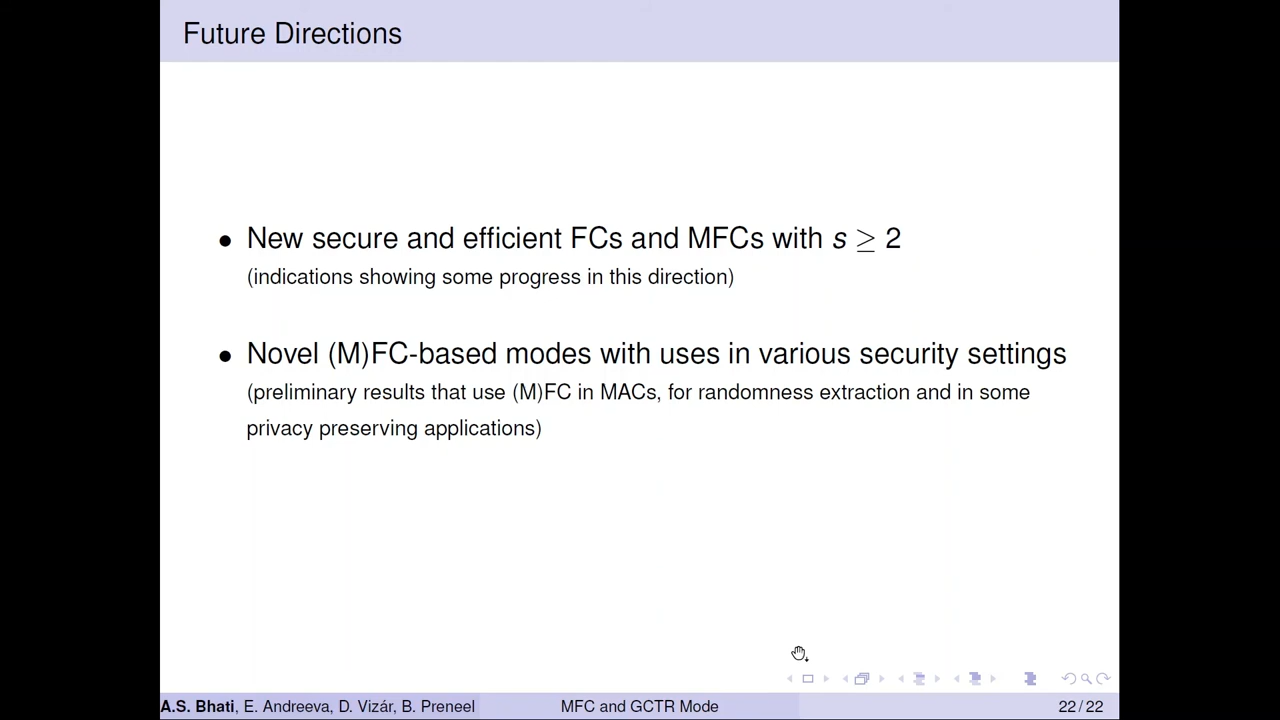 Future Directions
• New secure and efficient FCs and MFCs with s ≥ 2
(indications showing some progress in this direction)
• Novel (M)FC-based modes with uses in various security settings
(preliminary results that use (M)FC in MACs, for randomness extraction and in some
privacy preserving applications)
A.S. Bhati, E. Andreeva, D. Vizár, B. Preneel
MFC and GCTR Mode
22 / 22